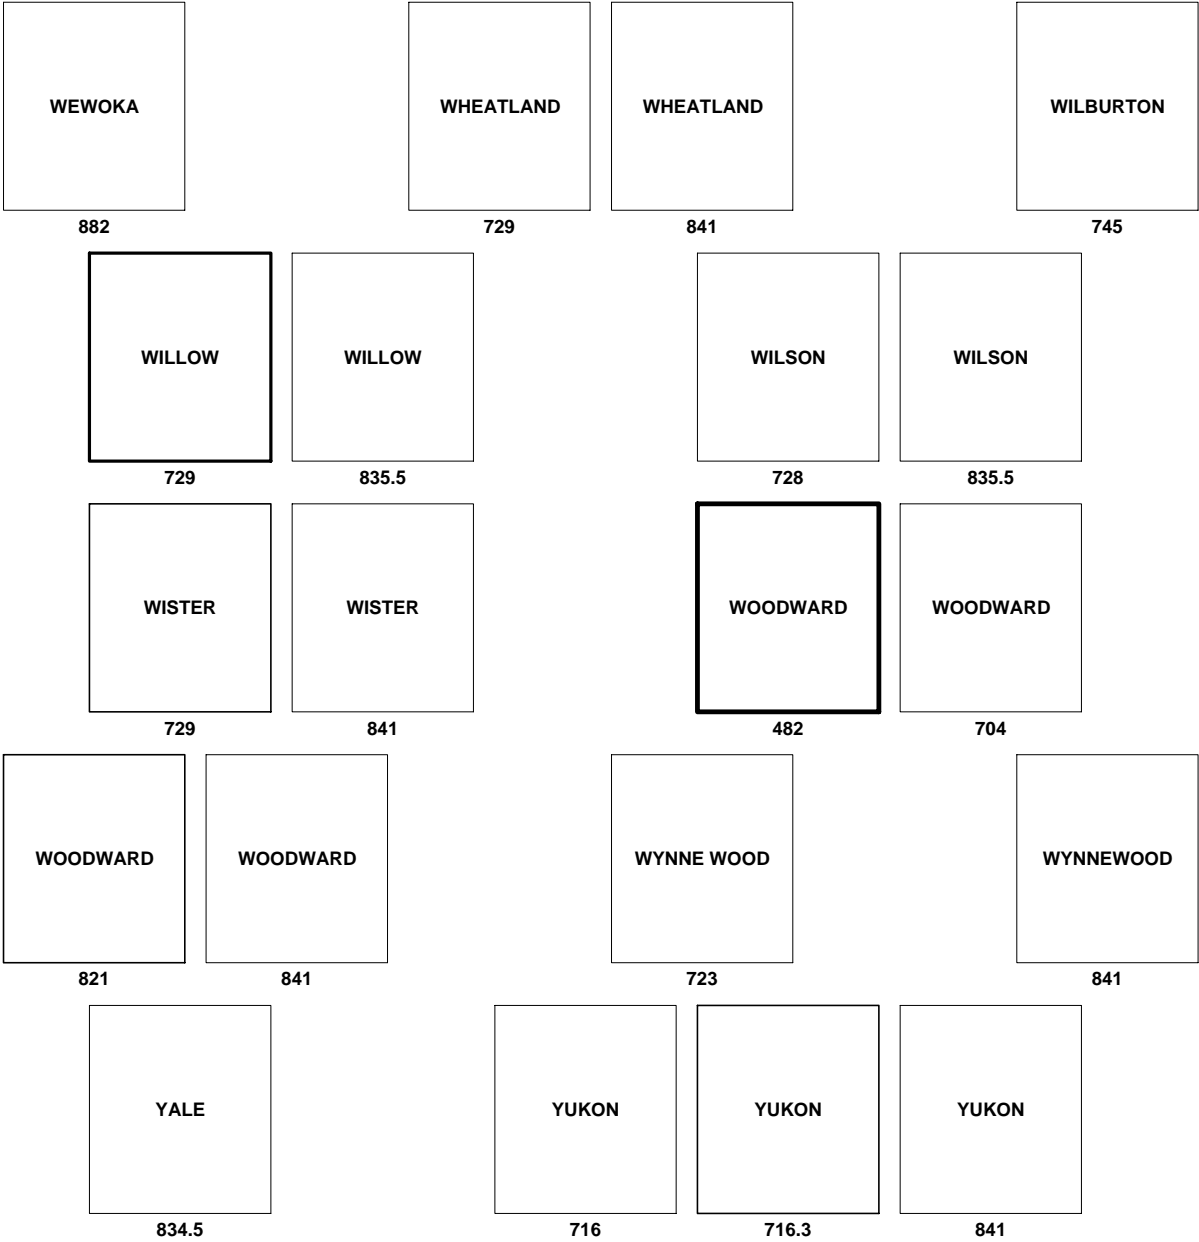 WEWOKA
882
WHEATLAND
729
WHEATLAND
841
WILBURTON
745
WILLOW
729
WILLOW
835.5
WILSON
728
WILSON
835.5
WISTER
729
WISTER
841
WOODWARD
482
WOODWARD
704
WOODWARD
821
WOODWARD
841
WYNNE WOOD
723
WYNNEWOOD
841
YALE
834.5
YUKON
716
YUKON
716.3
YUKON
841